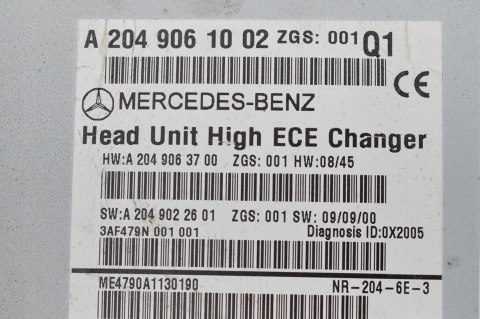 A 204 906 10 02 ZGS: 001 Q1
CE
MERCEDES-BENZ
Head Unit High ECE Changer
HW:A 204 906 37 00 ZGS: 001 HW:08/45
SW:A 204 902 26 01 ZGS: 001 SW: 09/09/00
3AF479N 001 001 Diagnosis ID:0X2005
ME4790A1130190 NR-204-6E-3